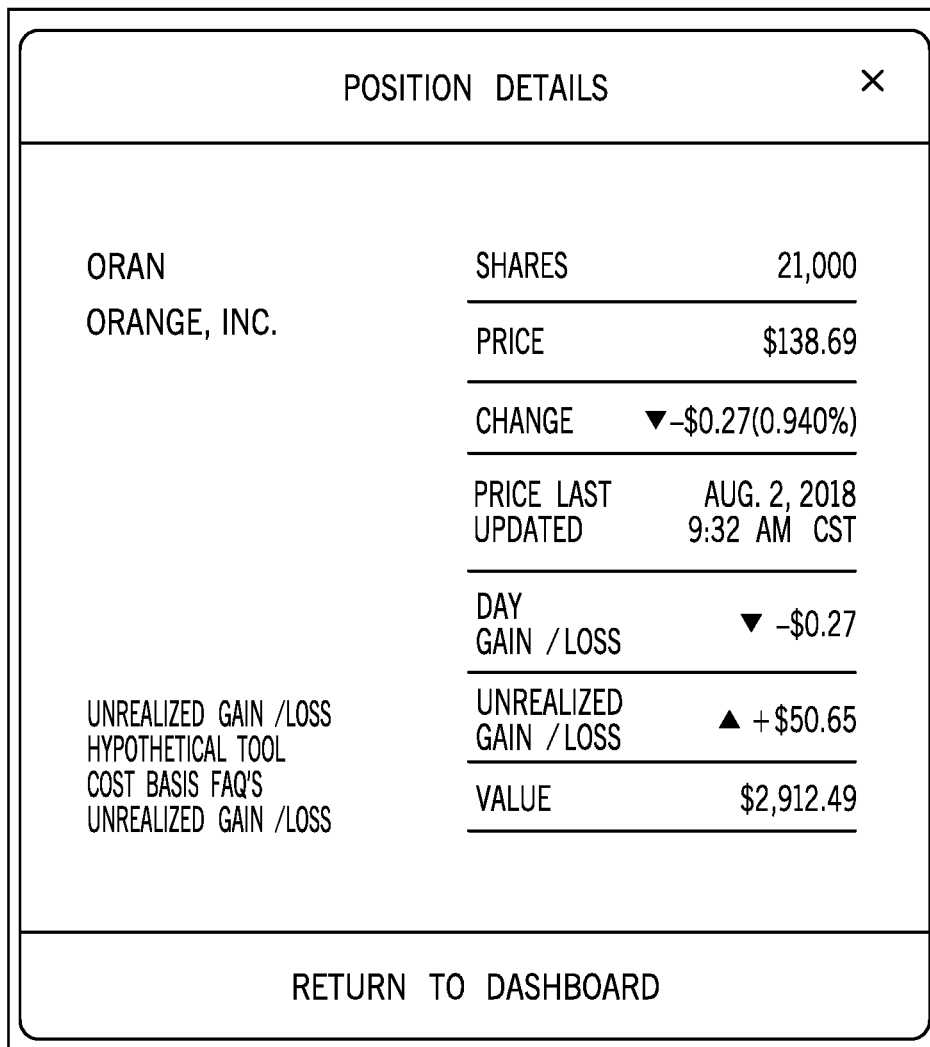 POSITION DETAILS ×
ORAN
ORANGE, INC.
SHARES 21,000
PRICE $138.69
CHANGE ▼–$0.27(0.940%)
PRICE LAST AUG. 2, 2018
UPDATED 9:32 AM CST
DAY
GAIN /LOSS ▼ –$0.27
UNREALIZED
GAIN /LOSS ▲ +$50.65
VALUE $2,912.49
UNREALIZED GAIN /LOSS
HYPOTHETICAL TOOL
COST BASIS FAQ'S
UNREALIZED GAIN /LOSS
RETURN TO DASHBOARD